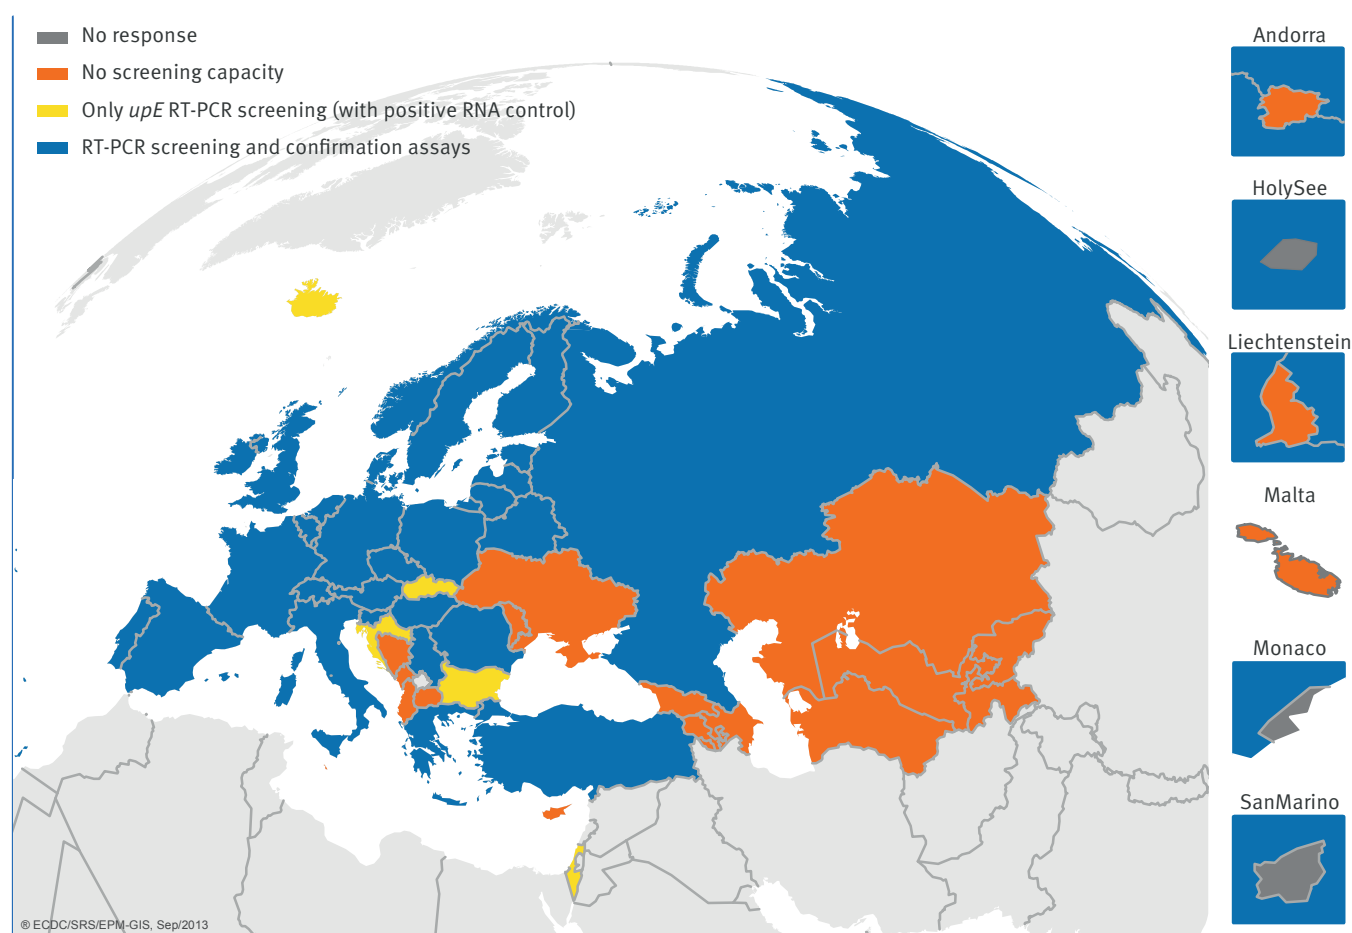 No response
No screening capacity
Only upE RT-PCR screening (with positive RNA control)
RT-PCR screening and confirmation assays
Andorra
HolySee
Liechtenstein
Malta
Monaco
SanMarino
® ECDC/SRS/EPM-GIS, Sep/2013